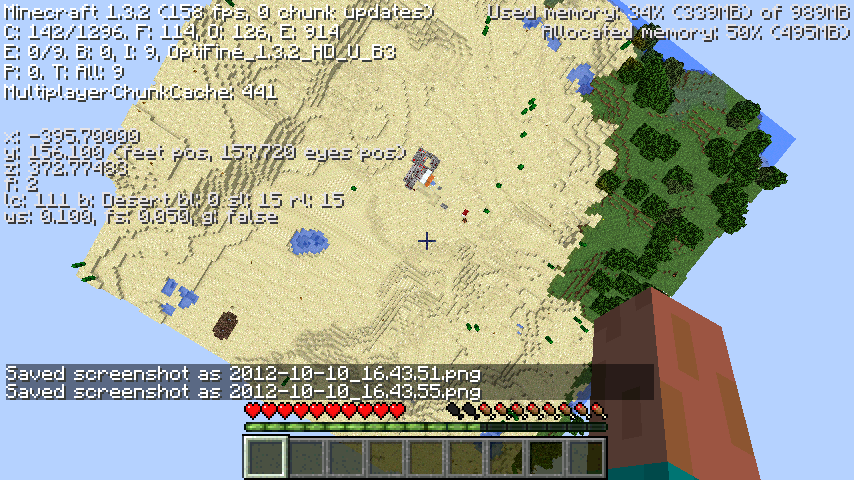 Minecraft 1.3.2 (158 fps, 0 chunk updates)
Used memory: 34% (339MB) of 989MB
C: 142/1296, F: 114, O: 126, E: 914
Allocated memory: 50% (495MB)
E: 0/9. B: 0, I: 9, OptiFine_1.3.2_HD_U_B3
P: 0. T: All: 9
MultiplayerChunkCache: 441
x: -395.70000
y: 156.100 (feet pos, 157.720 eyes pos)
z: 372.77493
f: 2
lc: 111 b: Desert bl: 0 sl: 15 rl: 15
ws: 0.100, fs: 0.050, g: false
Saved screenshot as 2012-10-10_16.43.51.png
Saved screenshot as 2012-10-10_16.43.55.png